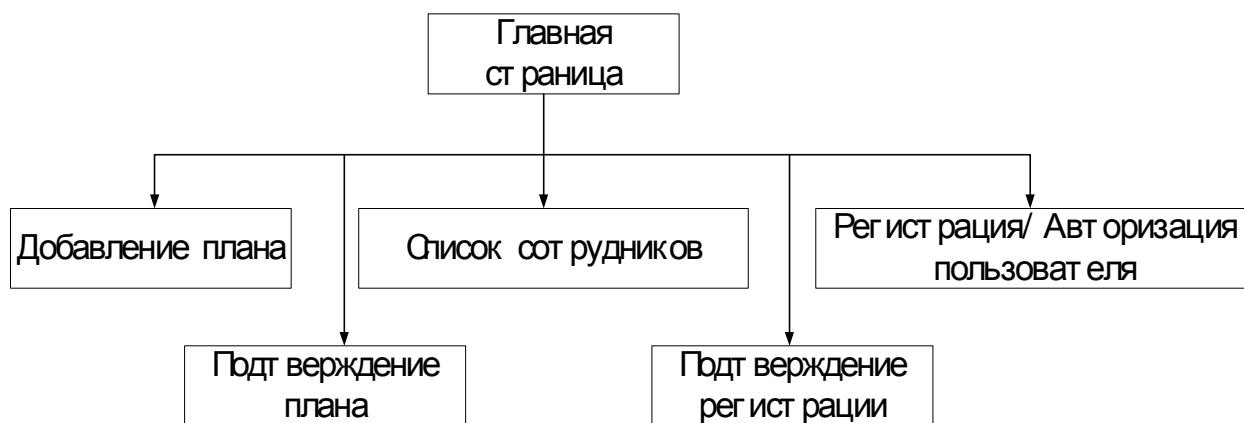 Главная
страница
Добавление плана
Список сотрудников
Регистрация/ Авторизация
пользователя
Подтверждение
плана
Подтверждение
регистрации